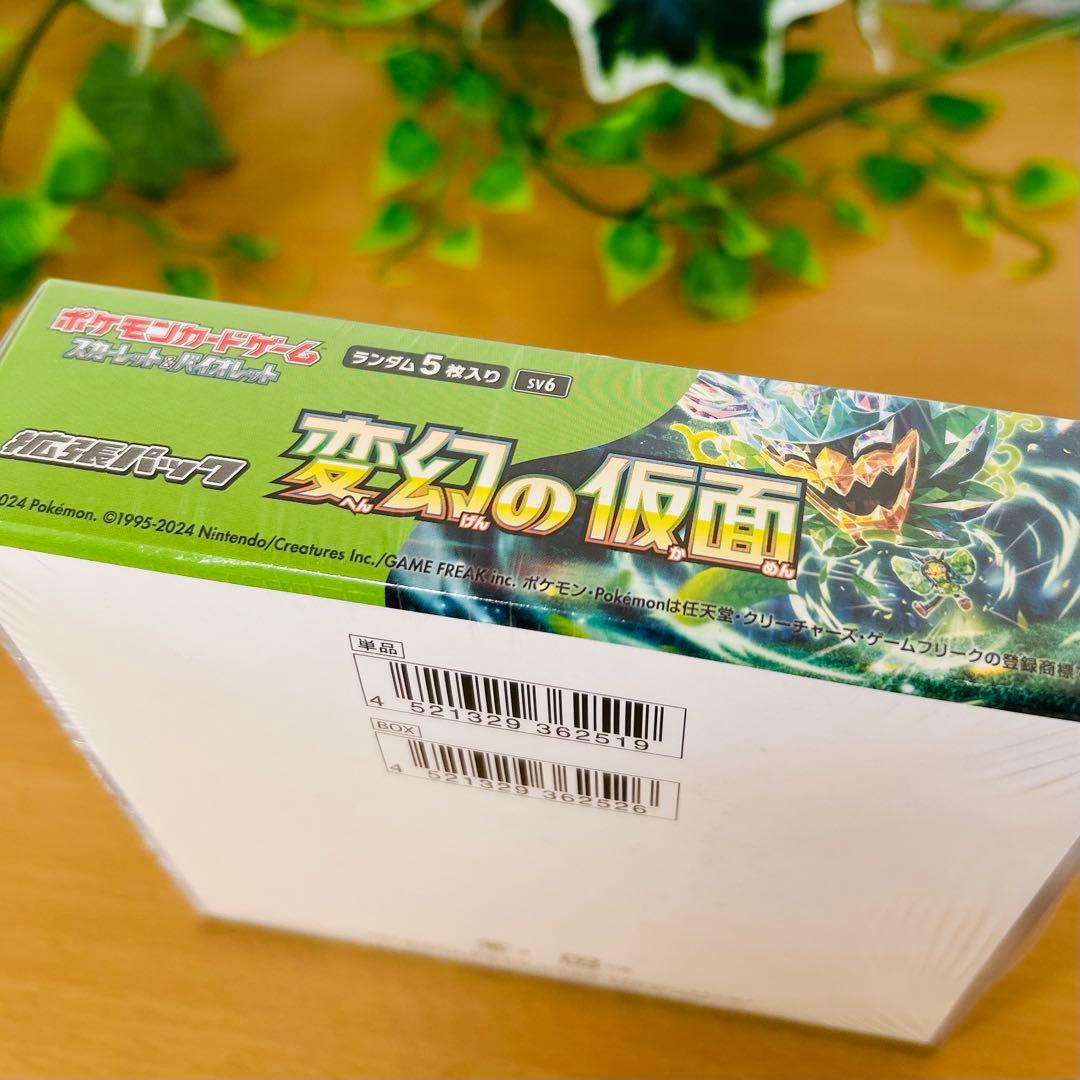 ポケモンカードゲーム
スカーレット&バイオレット
ランダム5枚入り SV6
拡張パック
変幻の仮面
へん げん か めん
024 Pokémon. ©1995-2024 Nintendo/Creatures Inc./GAME FREAK inc. ポケモン・Pokémonは任天堂・クリーチャーズ・ゲームフリークの登録商標
単品
4 521329 362519
BOX
4 521329 362526